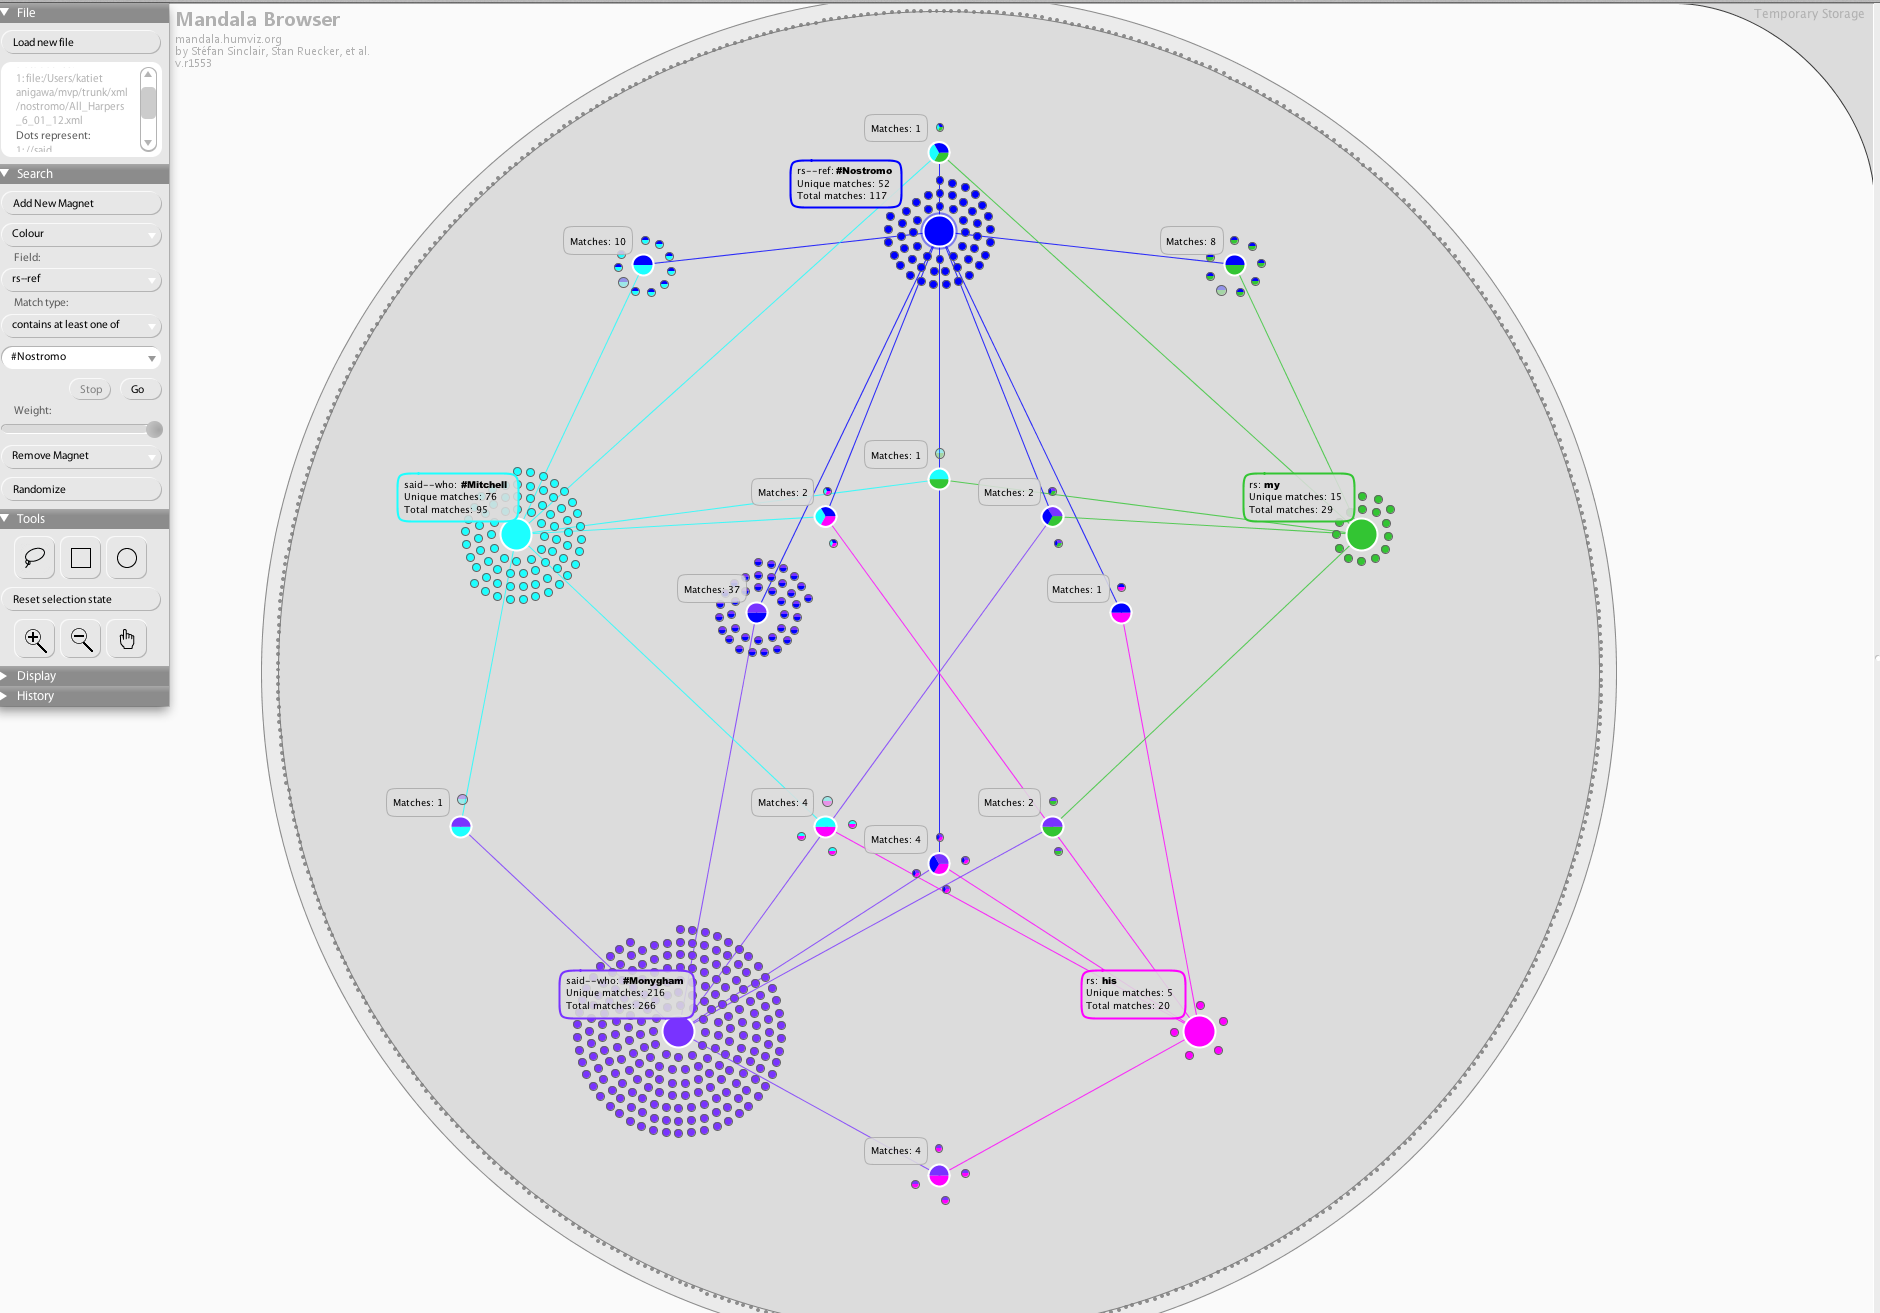 File
Load new file
1: file:/Users/katiet
anigawa/mvp/trunk/xml
/nostromo/All_Harpers
_6_01_12.xml
Dots represent:
1: //said
Search
Add New Magnet
Colour
Field:
rs--ref
Match type:
contains at least one of
#Nostromo
Stop Go
Weight:
Remove Magnet
Randomize
Tools
Reset selection state
Display
History
Mandala Browser
mandala.humviz.org
by Stéfan Sinclair, Stan Ruecker, et al.
v.r1553
Temporary Storage
Matches: 1
rs--ref: #Nostromo
Unique matches: 52
Total matches: 117
Matches: 10
Matches: 8
Matches: 1
said--who: #Mitchell
Unique matches: 76
Total matches: 95
Matches: 2
Matches: 2
rs: my
Unique matches: 15
Total matches: 29
Matches: 37
Matches: 1
Matches: 1
Matches: 4
Matches: 2
Matches: 4
said--who: #Monygham
Unique matches: 216
Total matches: 266
rs: his
Unique matches: 5
Total matches: 20
Matches: 4